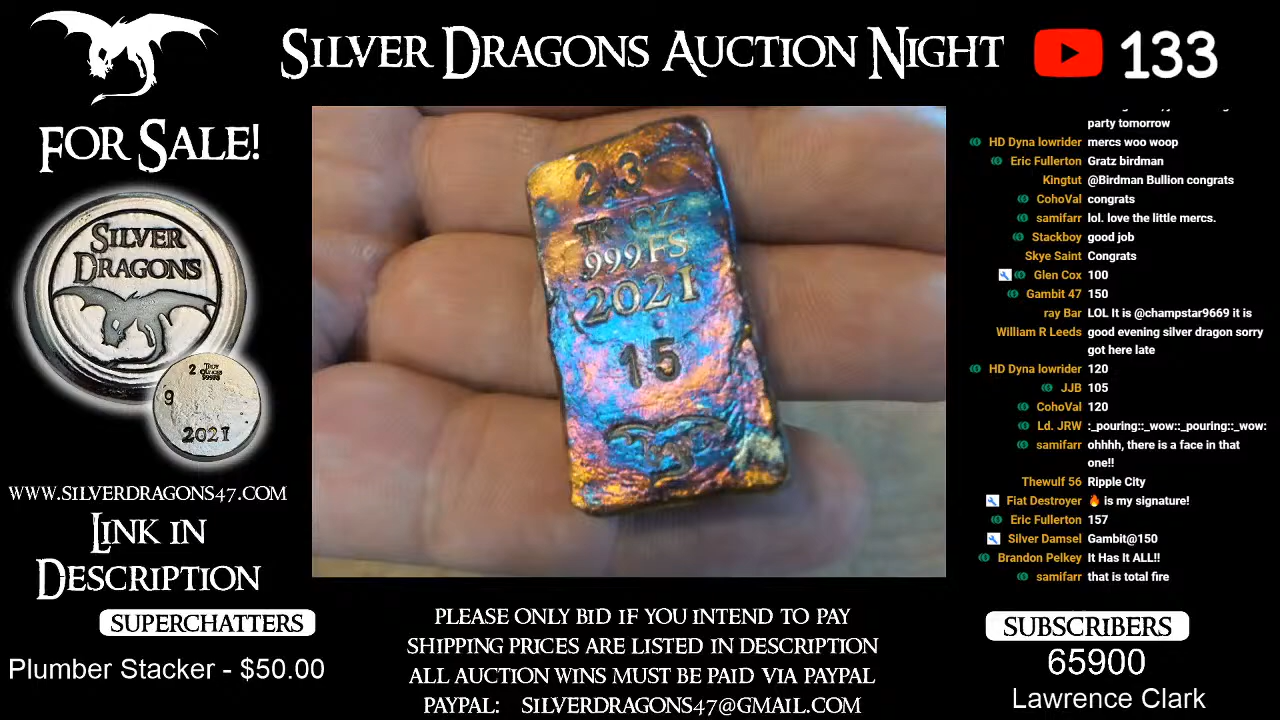 SILVER DRAGONS AUCTION NIGHT
133
FOR SALE!
SILVER
DRAGONS
2 TROY
OUNCES
999FS
9
2021
WWW.SILVERDRAGONS47.COM
LINK IN
DESCRIPTION
SUPERCHATTERS
Plumber Stacker - $50.00
2.3
TR OZ
999 FS
2021
15
PLEASE ONLY BID IF YOU INTEND TO PAY
SHIPPING PRICES ARE LISTED IN DESCRIPTION
ALL AUCTION WINS MUST BE PAID VIA PAYPAL
PAYPAL: SILVERDRAGONS47@GMAIL.COM
party tomorrow
HD Dyna lowrider mercs woo woop
Eric Fullerton Gratz birdman
Kingtut @Birdman Bullion congrats
CohoVal congrats
samifarr lol. love the little mercs.
Stackboy good job
Skye Saint Congrats
Glen Cox 100
Gambit 47 150
ray Bar LOL It is @champstar9669 it is
William R Leeds good evening silver dragon sorry
got here late
HD Dyna lowrider 120
JJB 105
CohoVal 120
Ld. JRW :_pouring::_wow::_pouring::_wow:
samifarr ohhhh, there is a face in that
one!!
Thewulf 56 Ripple City
Fiat Destroyer 🔥 is my signature!
Eric Fullerton 157
Silver Damsel Gambit@150
Brandon Pelkey It Has It ALL!!
samifarr that is total fire
SUBSCRIBERS
65900
Lawrence Clark